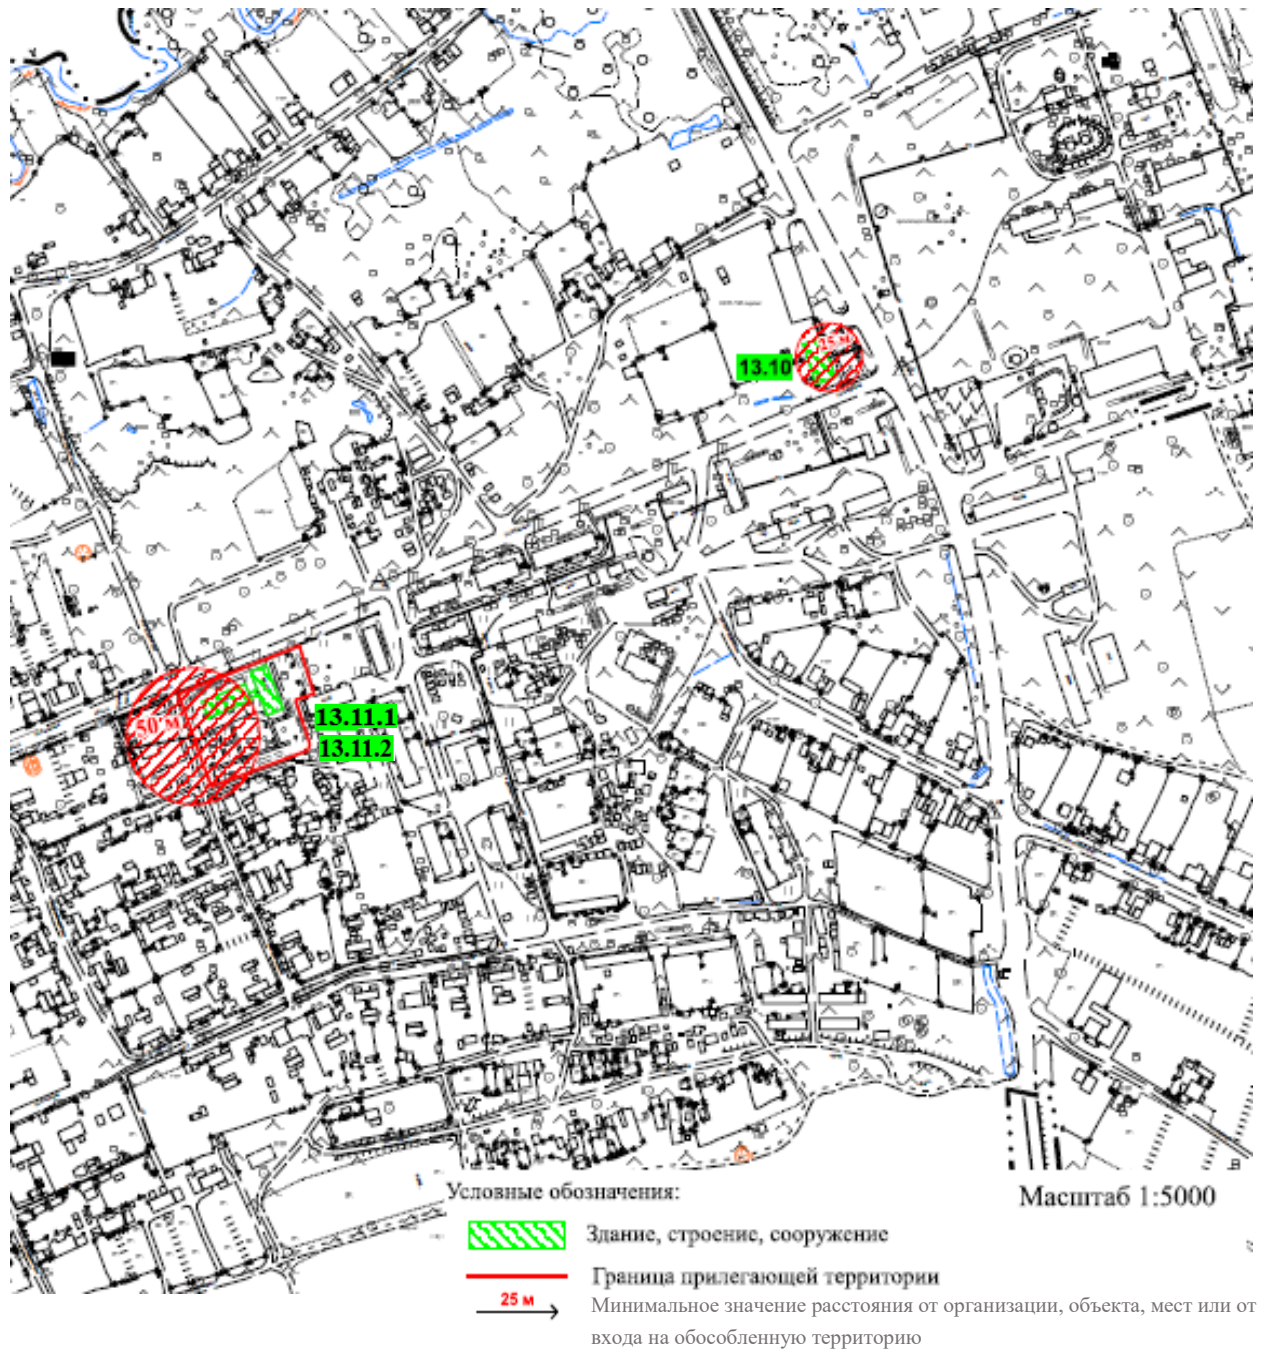 25 м
13.10
50 м
13.11.1
13.11.2
Условные обозначения:
Масштаб 1:5000
Здание, строение, сооружение
Граница прилегающей территории
25 м
Минимальное значение расстояния от организации, объекта, мест или от
входа на обособленную территорию